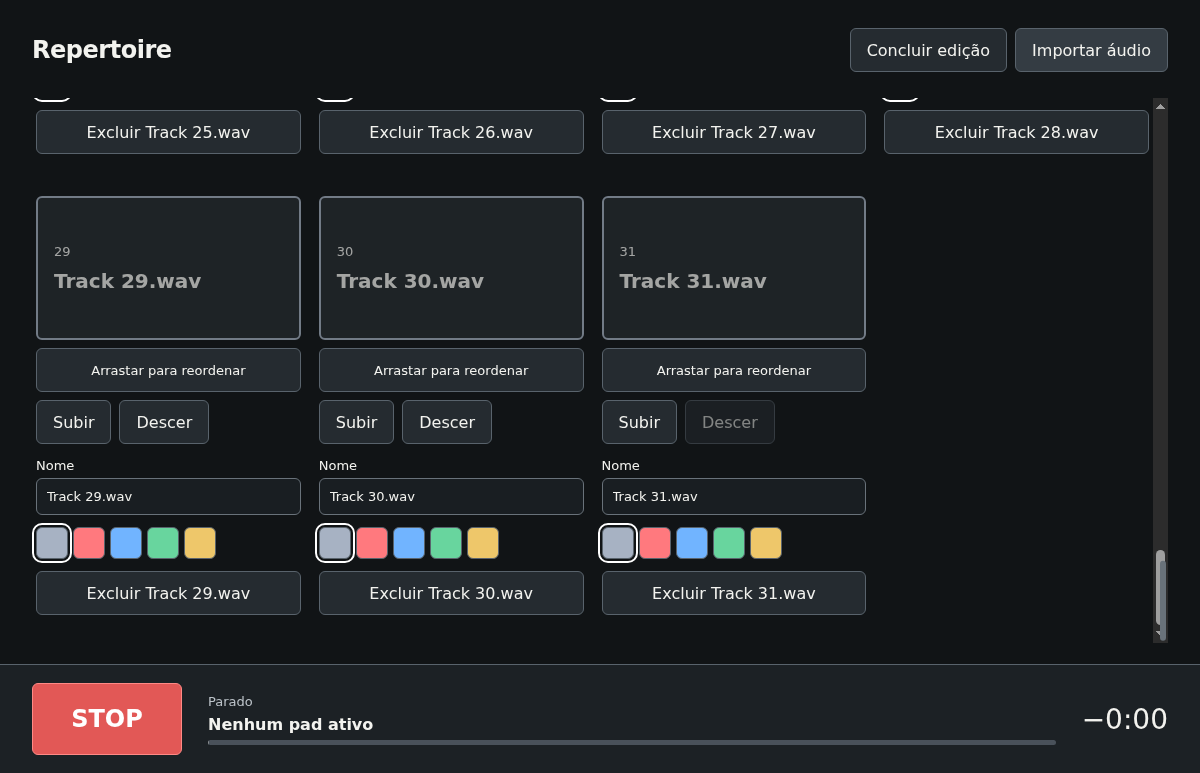 Repertoire
Concluir edição
Importar áudio
Excluir Track 25.wav
Excluir Track 26.wav
Excluir Track 27.wav
Excluir Track 28.wav
29
Track 29.wav
30
Track 30.wav
31
Track 31.wav
Arrastar para reordenar
Arrastar para reordenar
Arrastar para reordenar
Subir
Descer
Subir
Descer
Subir
Descer
Nome
Nome
Nome
Track 29.wav
Track 30.wav
Track 31.wav
Excluir Track 29.wav
Excluir Track 30.wav
Excluir Track 31.wav
STOP
Parado
Nenhum pad ativo
−0:00